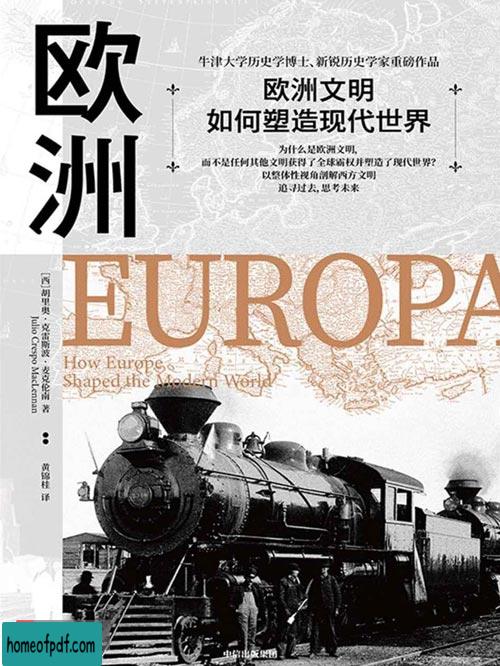 欧洲
牛津大学历史学博士、新锐历史学家重磅作品
欧洲文明
如何塑造现代世界
为什么是欧洲文明,
而不是任何其他文明获得了全球霸权并塑造了现代世界?
以整体性视角剖解西方文明
追寻过去, 思考未来
EUROPA
How Europe
Shaped the Modern World
[西] 胡里奥·克雷斯波·麦克伦南 著
Julio Crespo MacLennan
黄锦桂 译
中信出版集团
homeofpdf.com